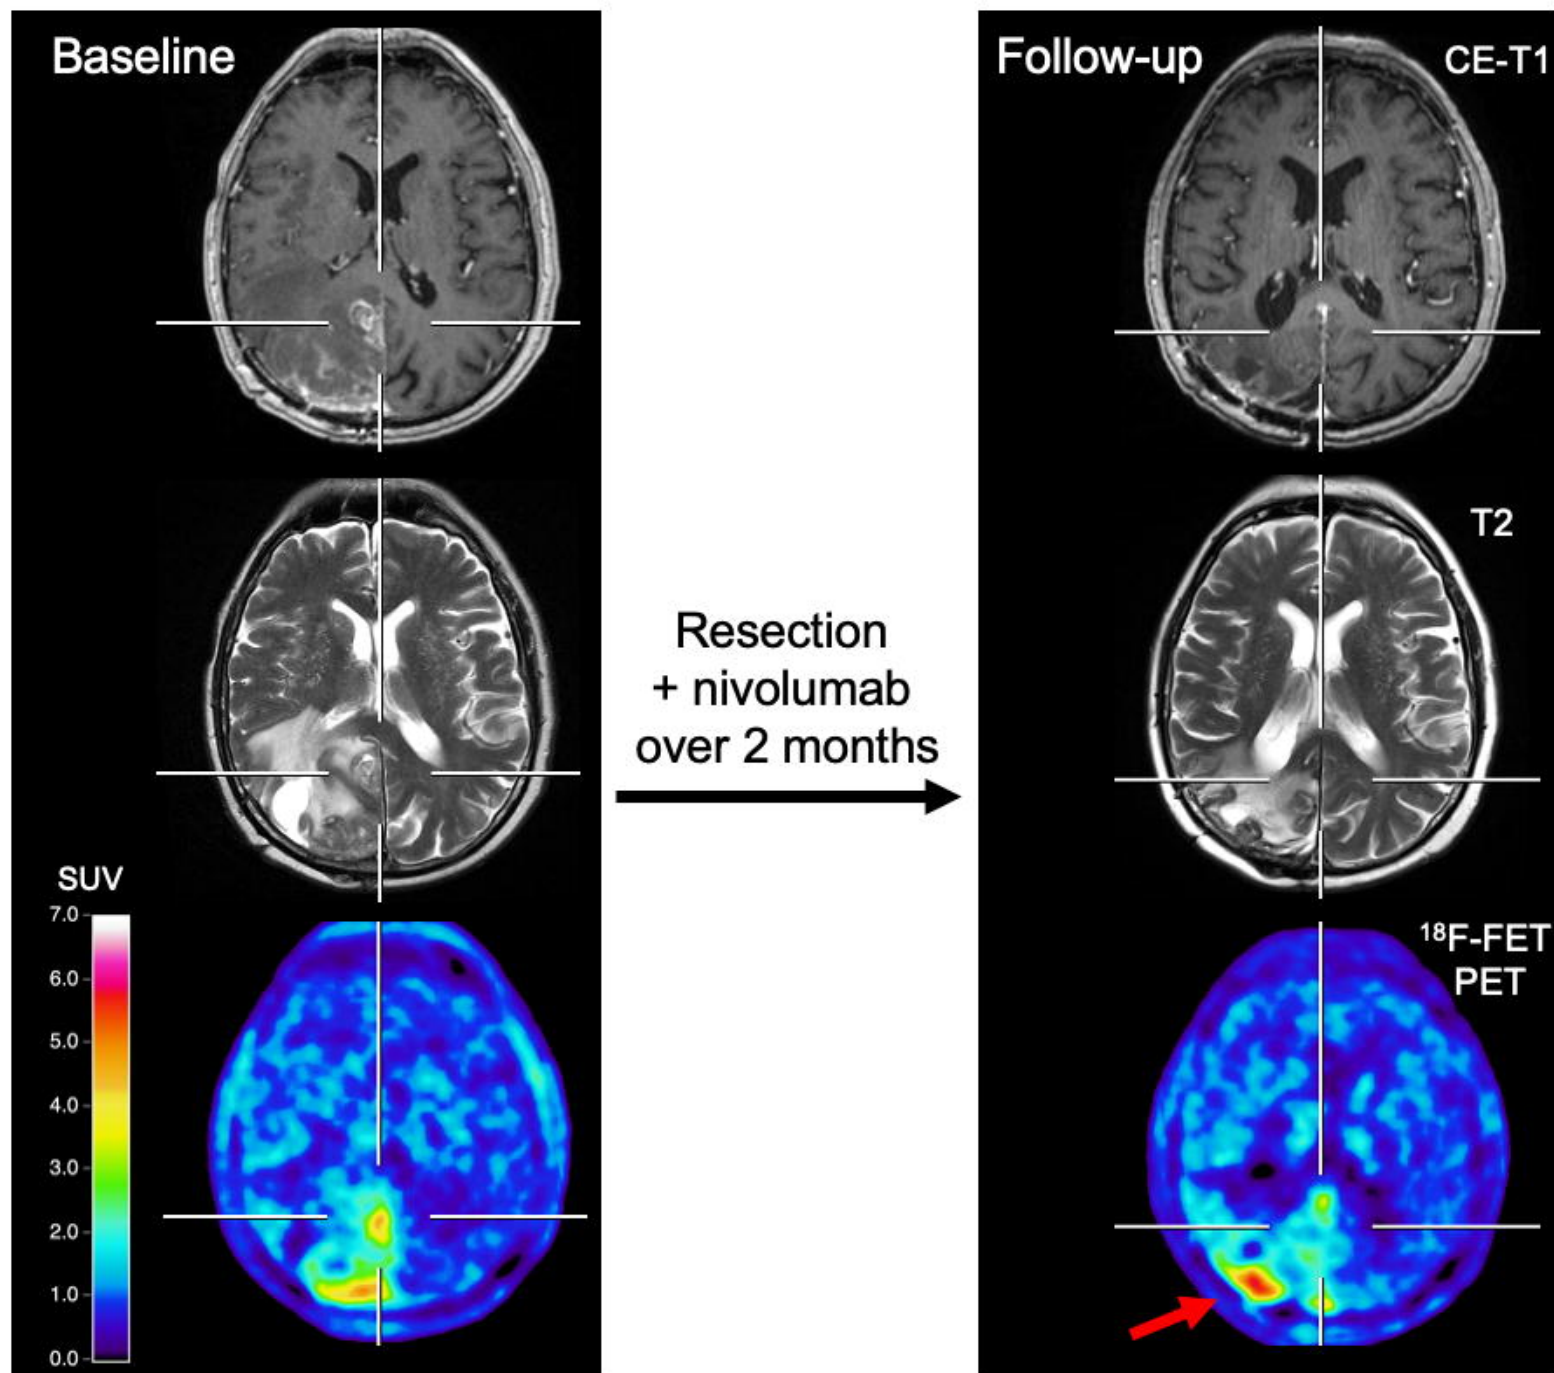 Baseline
Follow-up
CE-T1
T2
Resection
+ nivolumab
over 2 months
SUV
7.0
6.0
5.0
4.0
3.0
2.0
1.0
0.0
¹⁸F-FET
PET